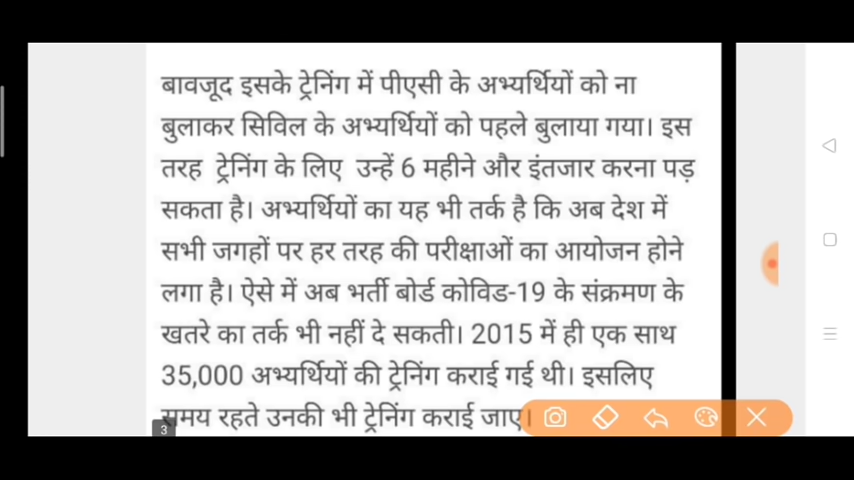 बावजूद इसके ट्रेनिंग में पीएसी के अभ्यर्थियों को ना
बुलाकर सिविल के अभ्यर्थियों को पहले बुलाया गया। इस
तरह ट्रेनिंग के लिए उन्हें 6 महीने और इंतजार करना पड़
सकता है। अभ्यर्थियों का यह भी तर्क है कि अब देश में
सभी जगहों पर हर तरह की परीक्षाओं का आयोजन होने
लगा है। ऐसे में अब भर्ती बोर्ड कोविड-19 के संक्रमण के
खतरे का तर्क भी नहीं दे सकती। 2015 में ही एक साथ
35,000 अभ्यर्थियों की ट्रेनिंग कराई गई थी। इसलिए
समय रहते उनकी भी ट्रेनिंग कराई जाए।
3